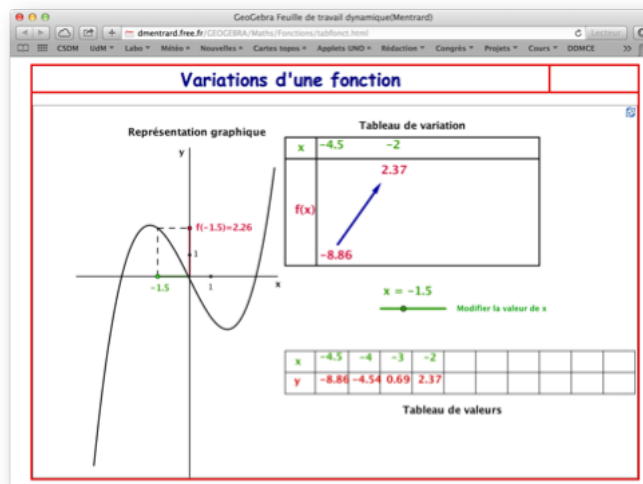 GeoGebra Feuille de travail dynamique(Mentrard)
dmentrard.free.fr/GEOGEBRA/Maths/Fonctions/tabfonct.html
Lecteur
CSDM UdM Labo Météo Nouvelles Cartes topos Applets UNO Rédaction Congrès Projets Cours DDMCE
Variations d'une fonction
Représentation graphique
y
f(-1.5)=2.26
1
-1.5
1
x
Tableau de variation
x -4.5 -2
2.37
f(x)
-8.86
x = -1.5
Modifier la valeur de x
x -4.5 -4 -3 -2
y -8.86 -4.54 0.69 2.37
Tableau de valeurs